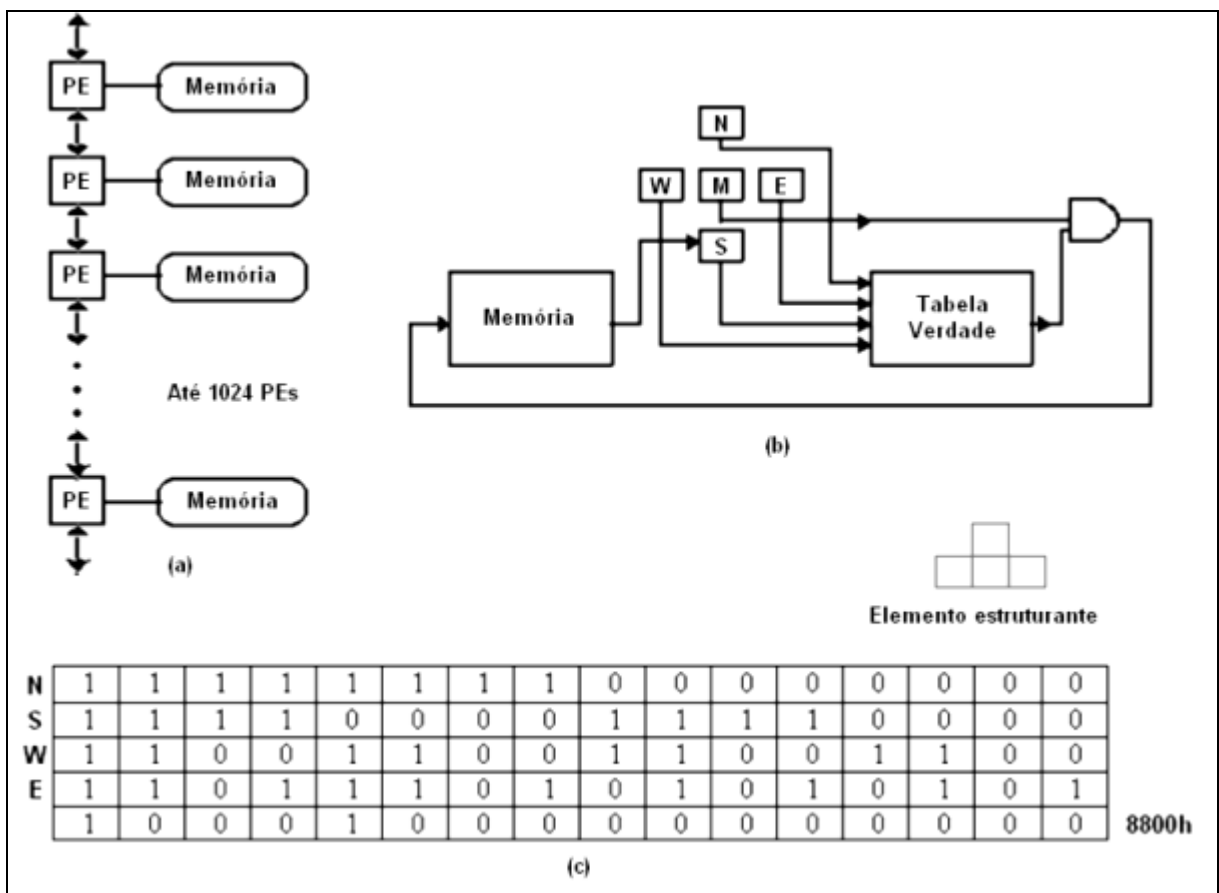 PE Memória
PE Memória
PE Memória
Até 1024 PEs
PE Memória
(a)
N
W M E
S
Memória
Tabela
Verdade
(b)
Elemento estruturante
N 1 1 1 1 1 1 1 1 0 0 0 0 0 0 0 0
S 1 1 1 1 0 0 0 0 1 1 1 1 0 0 0 0
W 1 1 0 0 1 1 0 0 1 1 0 0 1 1 0 0
E 1 1 0 1 1 1 0 1 0 1 0 1 0 1 0 1
1 0 0 0 1 0 0 0 0 0 0 0 0 0 0 0 8800h
(c)